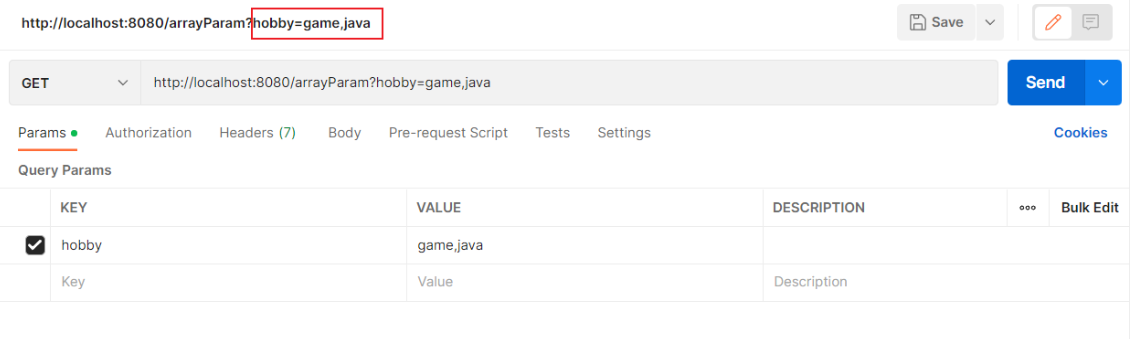 http://localhost:8080/arrayParam?hobby=game,java
Save
GET
http://localhost:8080/arrayParam?hobby=game,java
Send
Params Authorization Headers (7) Body Pre-request Script Tests Settings Cookies
Query Params
KEY VALUE DESCRIPTION ooo Bulk Edit
hobby game,java
Key Value Description